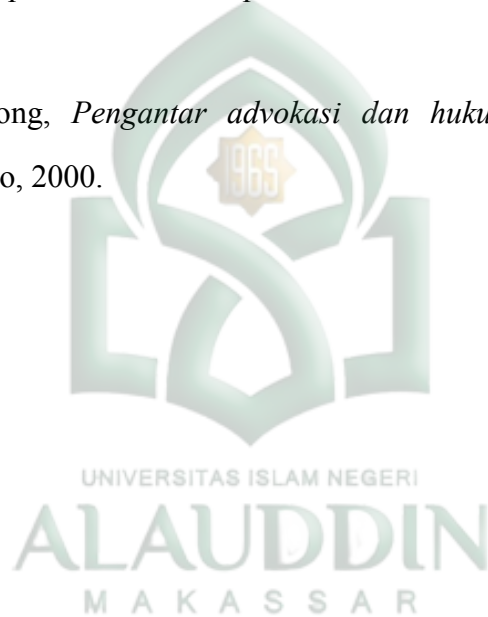 ong, Pengantar advokasi dan huku
o, 2000.
1965
UNIVERSITAS ISLAM NEGERI
ALAUDDIN
MAKASSAR